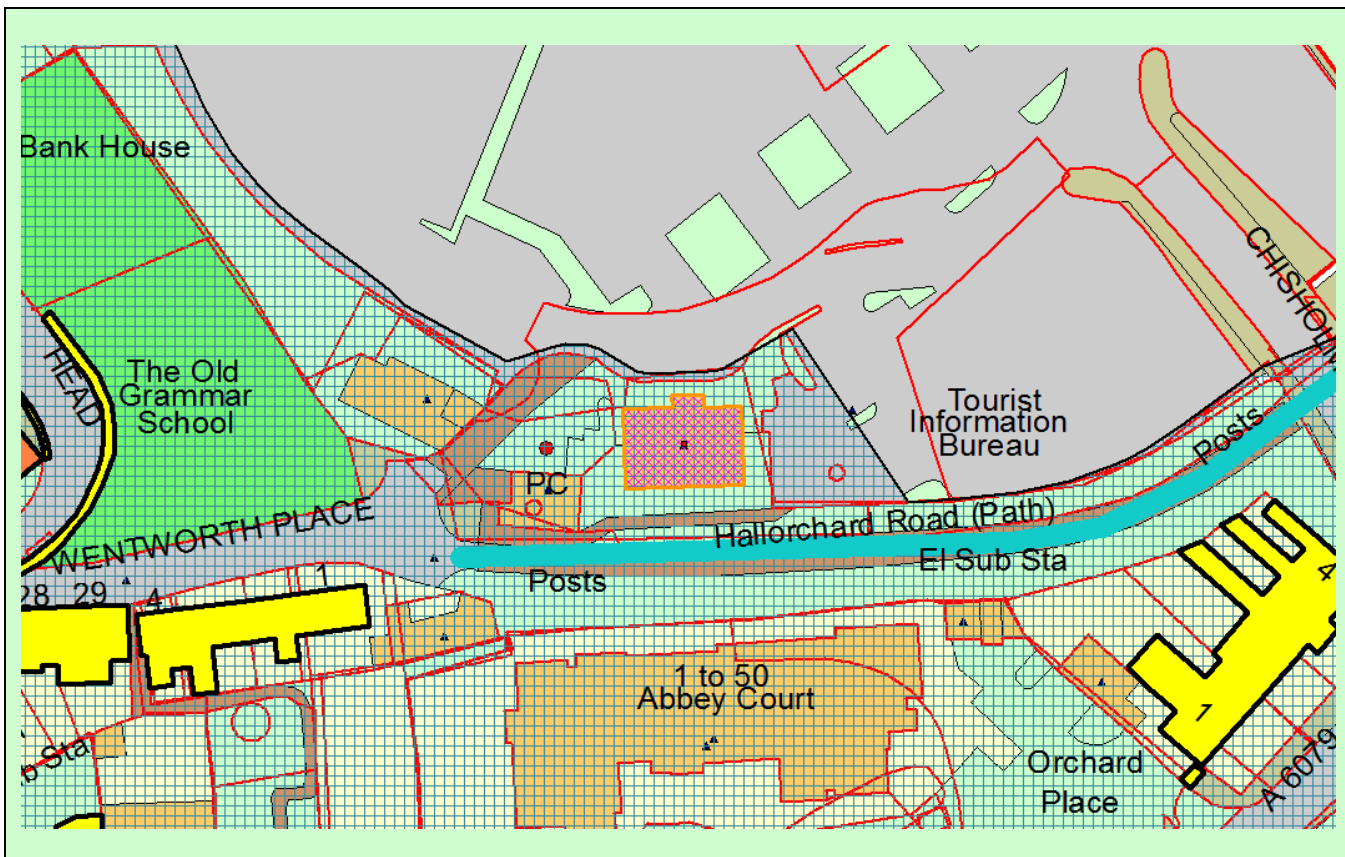 Bank House
CHISHOLM
HEAD
The Old
Grammar
School
Tourist
Information
Bureau
Posts
PC
WENTWORTH PLACE
Hallorchard Road (Path)
El Sub Sta
Posts
28 29 4 1
4
1 to 50
Abbey Court
1
b Sta
Orchard
Place
A 6079